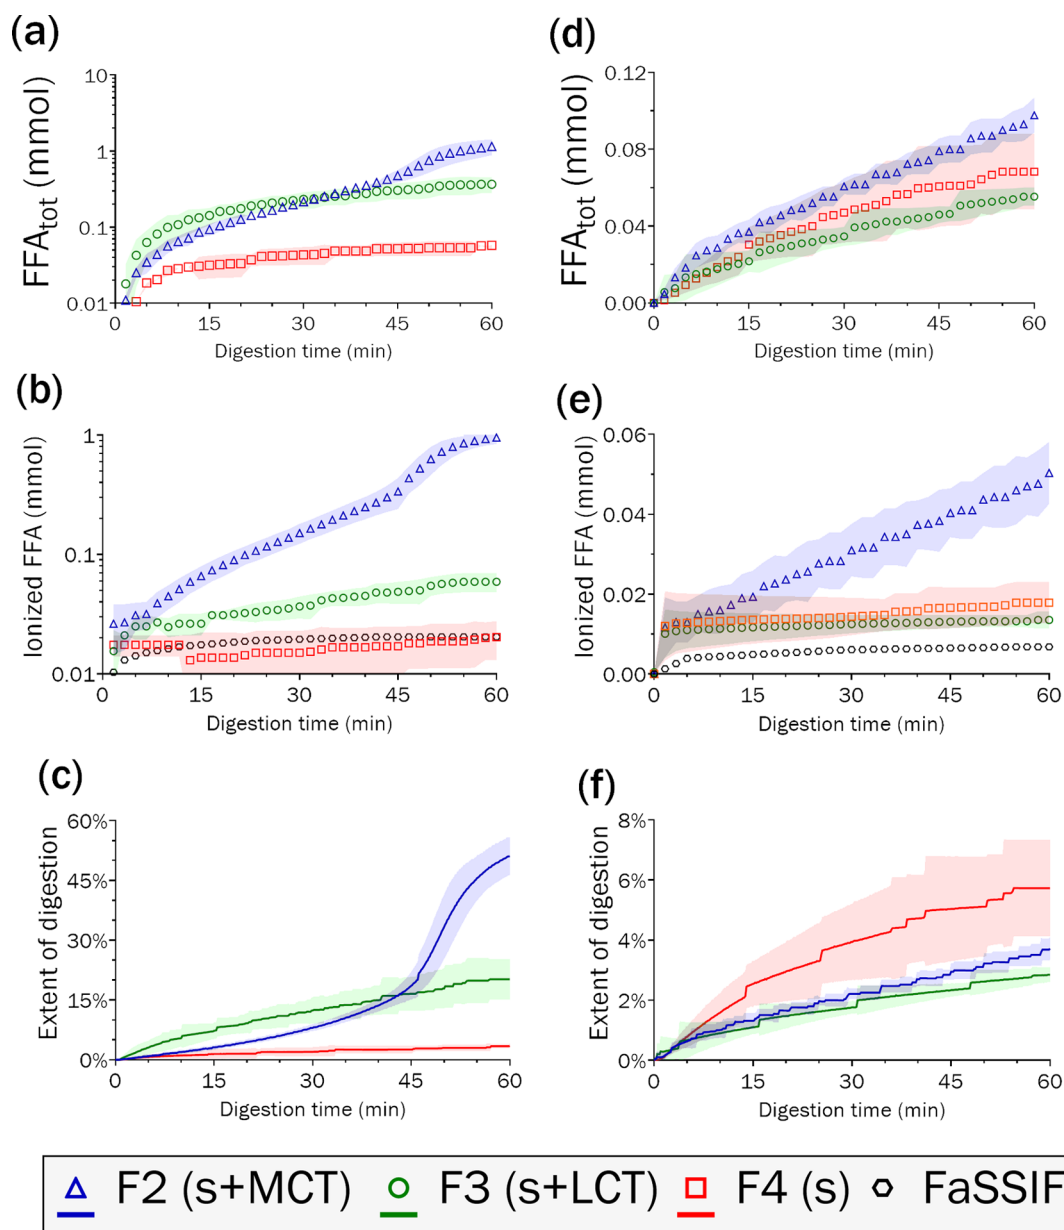 (a)
FFAtot (mmol)
10
1
0.1
0.01
0 15 30 45 60
Digestion time (min)
(d)
FFAtot (mmol)
0.12
0.08
0.04
0.00
0 15 30 45 60
Digestion time (min)
(b)
Ionized FFA (mmol)
1
0.1
0.01
0 15 30 45 60
Digestion time (min)
(e)
Ionized FFA (mmol)
0.06
0.04
0.02
0.00
0 15 30 45 60
Digestion time (min)
(c)
Extent of digestion
60%
45%
30%
15%
0%
0 15 30 45 60
Digestion time (min)
(f)
Extent of digestion
8%
6%
4%
2%
0%
0 15 30 45 60
Digestion time (min)
F2 (s+MCT) F3 (s+LCT) F4 (s) FaSSIF